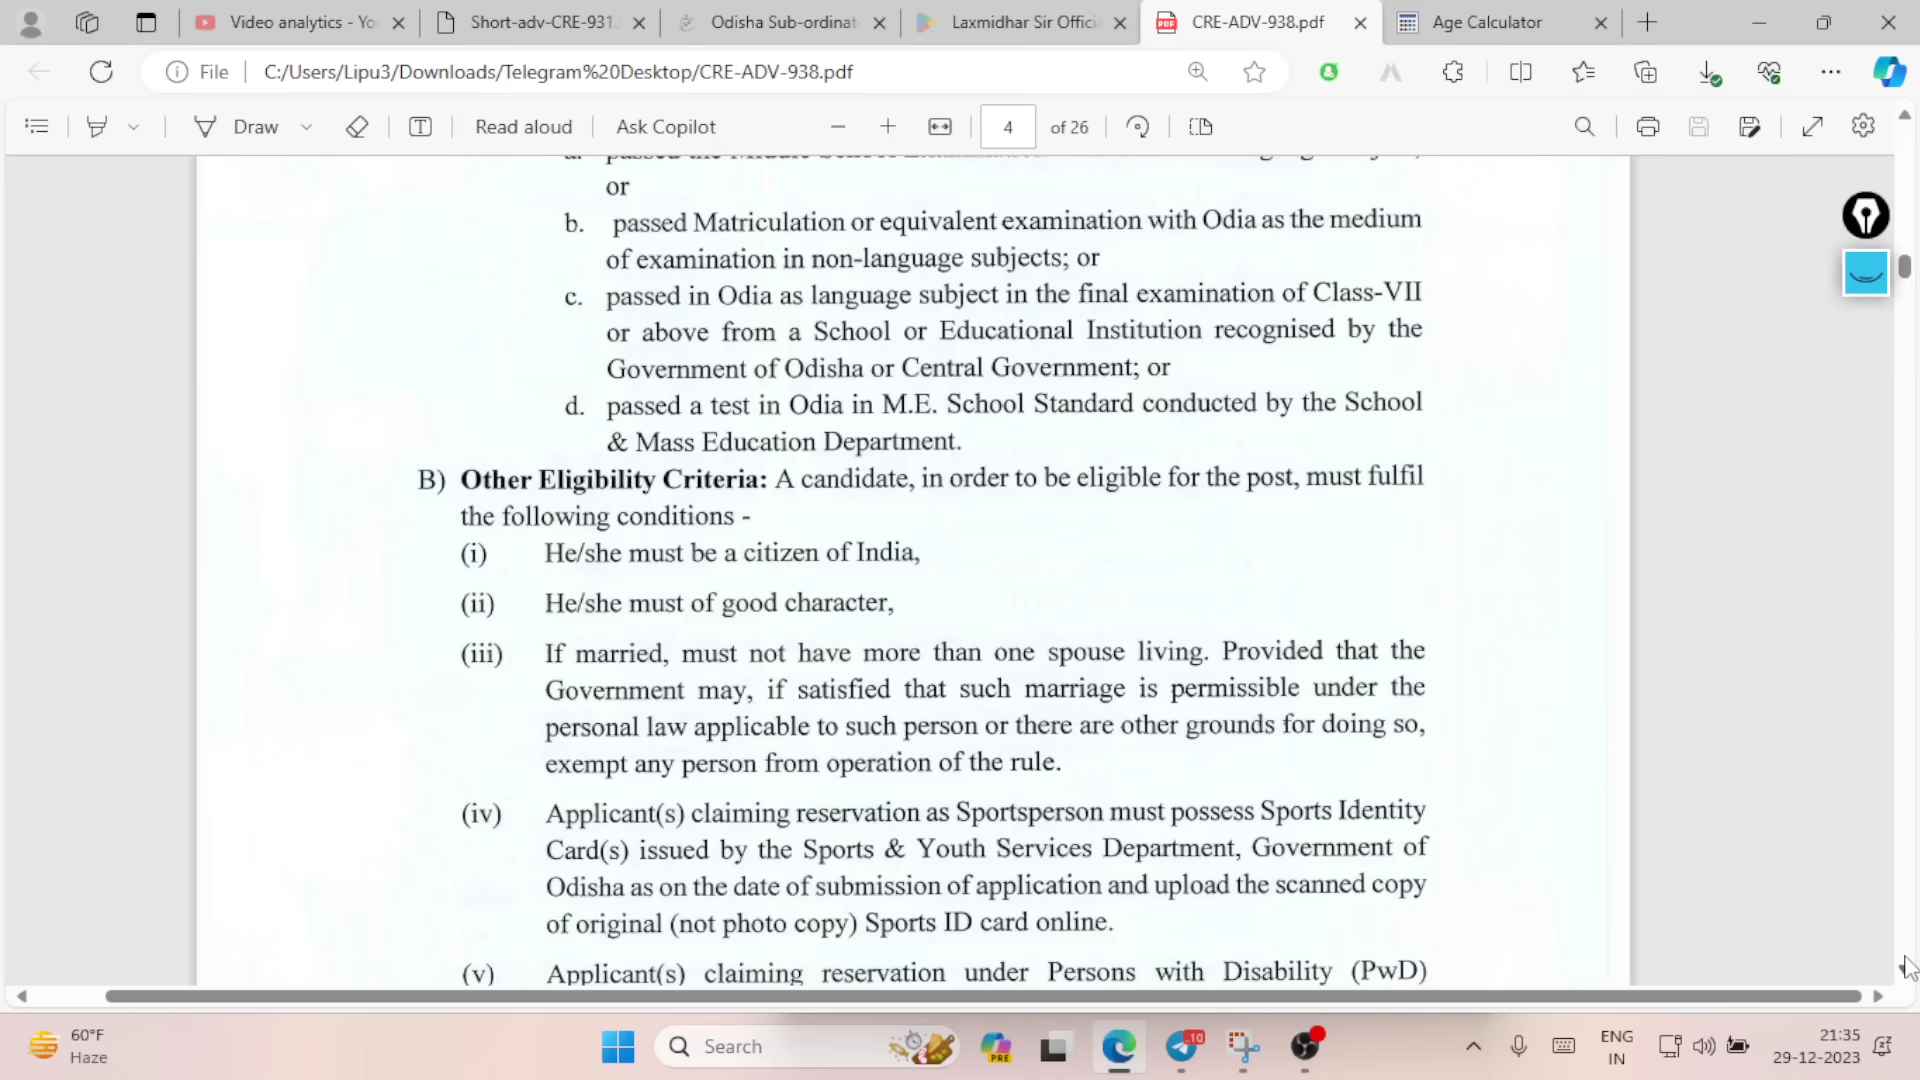 Video analytics - Yo
Short-adv-CRE-931.
Odisha Sub-ordinat
Laxmidhar Sir Officia
CRE-ADV-938.pdf
Age Calculator
File
C:/Users/Lipu3/Downloads/Telegram%20Desktop/CRE-ADV-938.pdf
Draw
Read aloud
Ask Copilot
4
of 26
or
b. passed Matriculation or equivalent examination with Odia as the medium
of examination in non-language subjects; or
c. passed in Odia as language subject in the final examination of Class-VII
or above from a School or Educational Institution recognised by the
Government of Odisha or Central Government; or
d. passed a test in Odia in M.E. School Standard conducted by the School
& Mass Education Department.
B) Other Eligibility Criteria: A candidate, in order to be eligible for the post, must fulfil
the following conditions -
(i) He/she must be a citizen of India,
(ii) He/she must of good character,
(iii) If married, must not have more than one spouse living. Provided that the
Government may, if satisfied that such marriage is permissible under the
personal law applicable to such person or there are other grounds for doing so,
exempt any person from operation of the rule.
(iv) Applicant(s) claiming reservation as Sportsperson must possess Sports Identity
Card(s) issued by the Sports & Youth Services Department, Government of
Odisha as on the date of submission of application and upload the scanned copy
of original (not photo copy) Sports ID card online.
(v) Applicant(s) claiming reservation under Persons with Disability (PwD)
60°F
Haze
Search
PRE
10
ENG
IN
21:35
29-12-2023